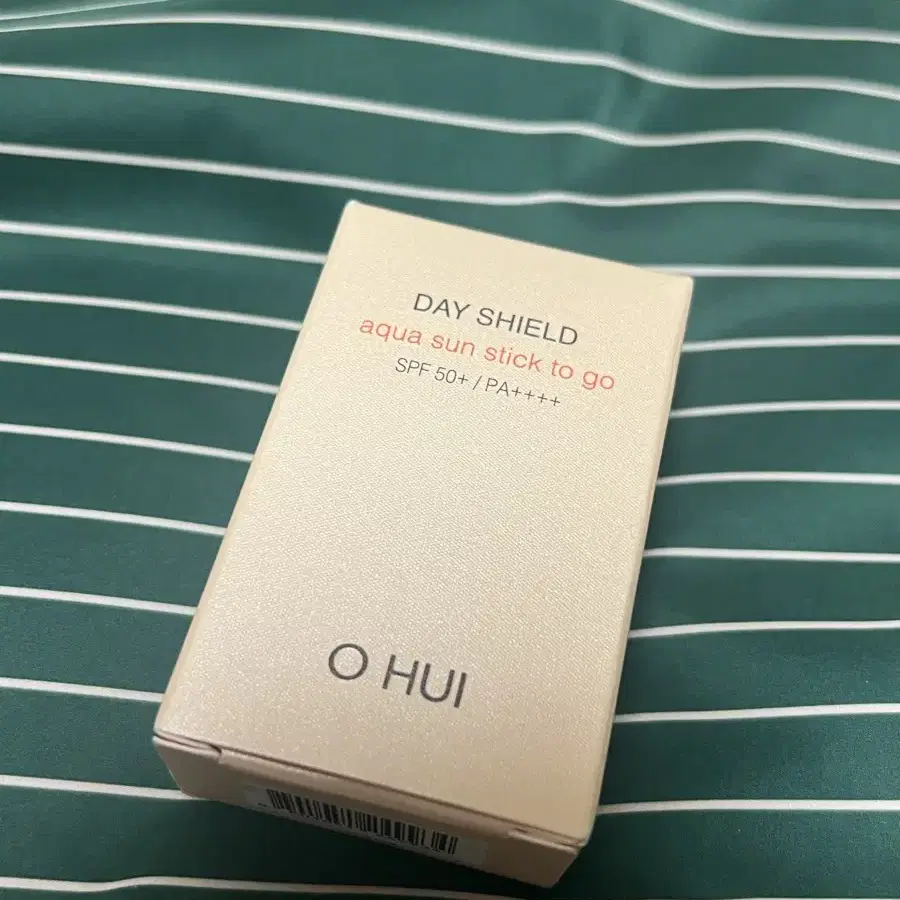 DAY SHIELD
aqua sun stick to go
SPF 50+ / PA++++
O HUI